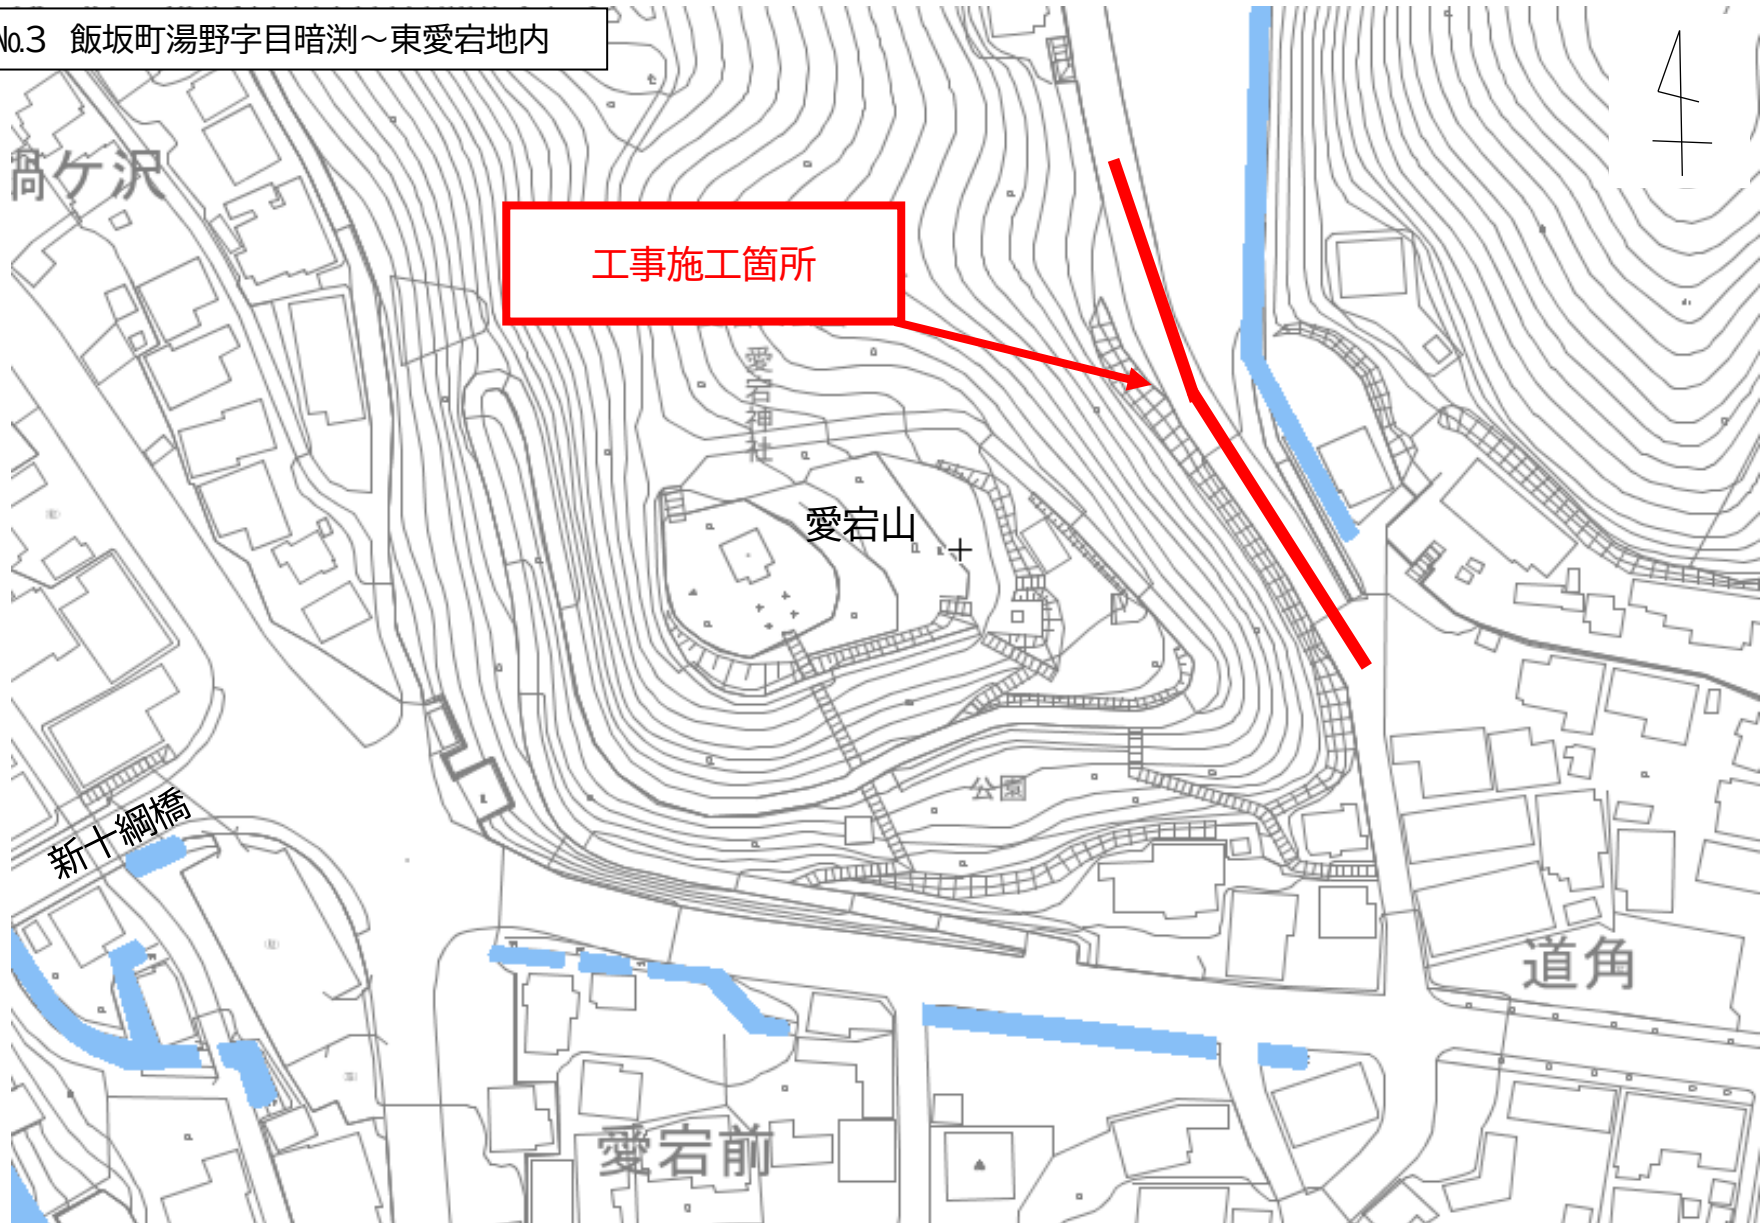 №3 飯坂町湯野字目暗渕～東愛宕地内
鍋ケ沢
工事施工箇所
愛宕神社
愛宕山
公園
新十綱橋
道角
愛宕前